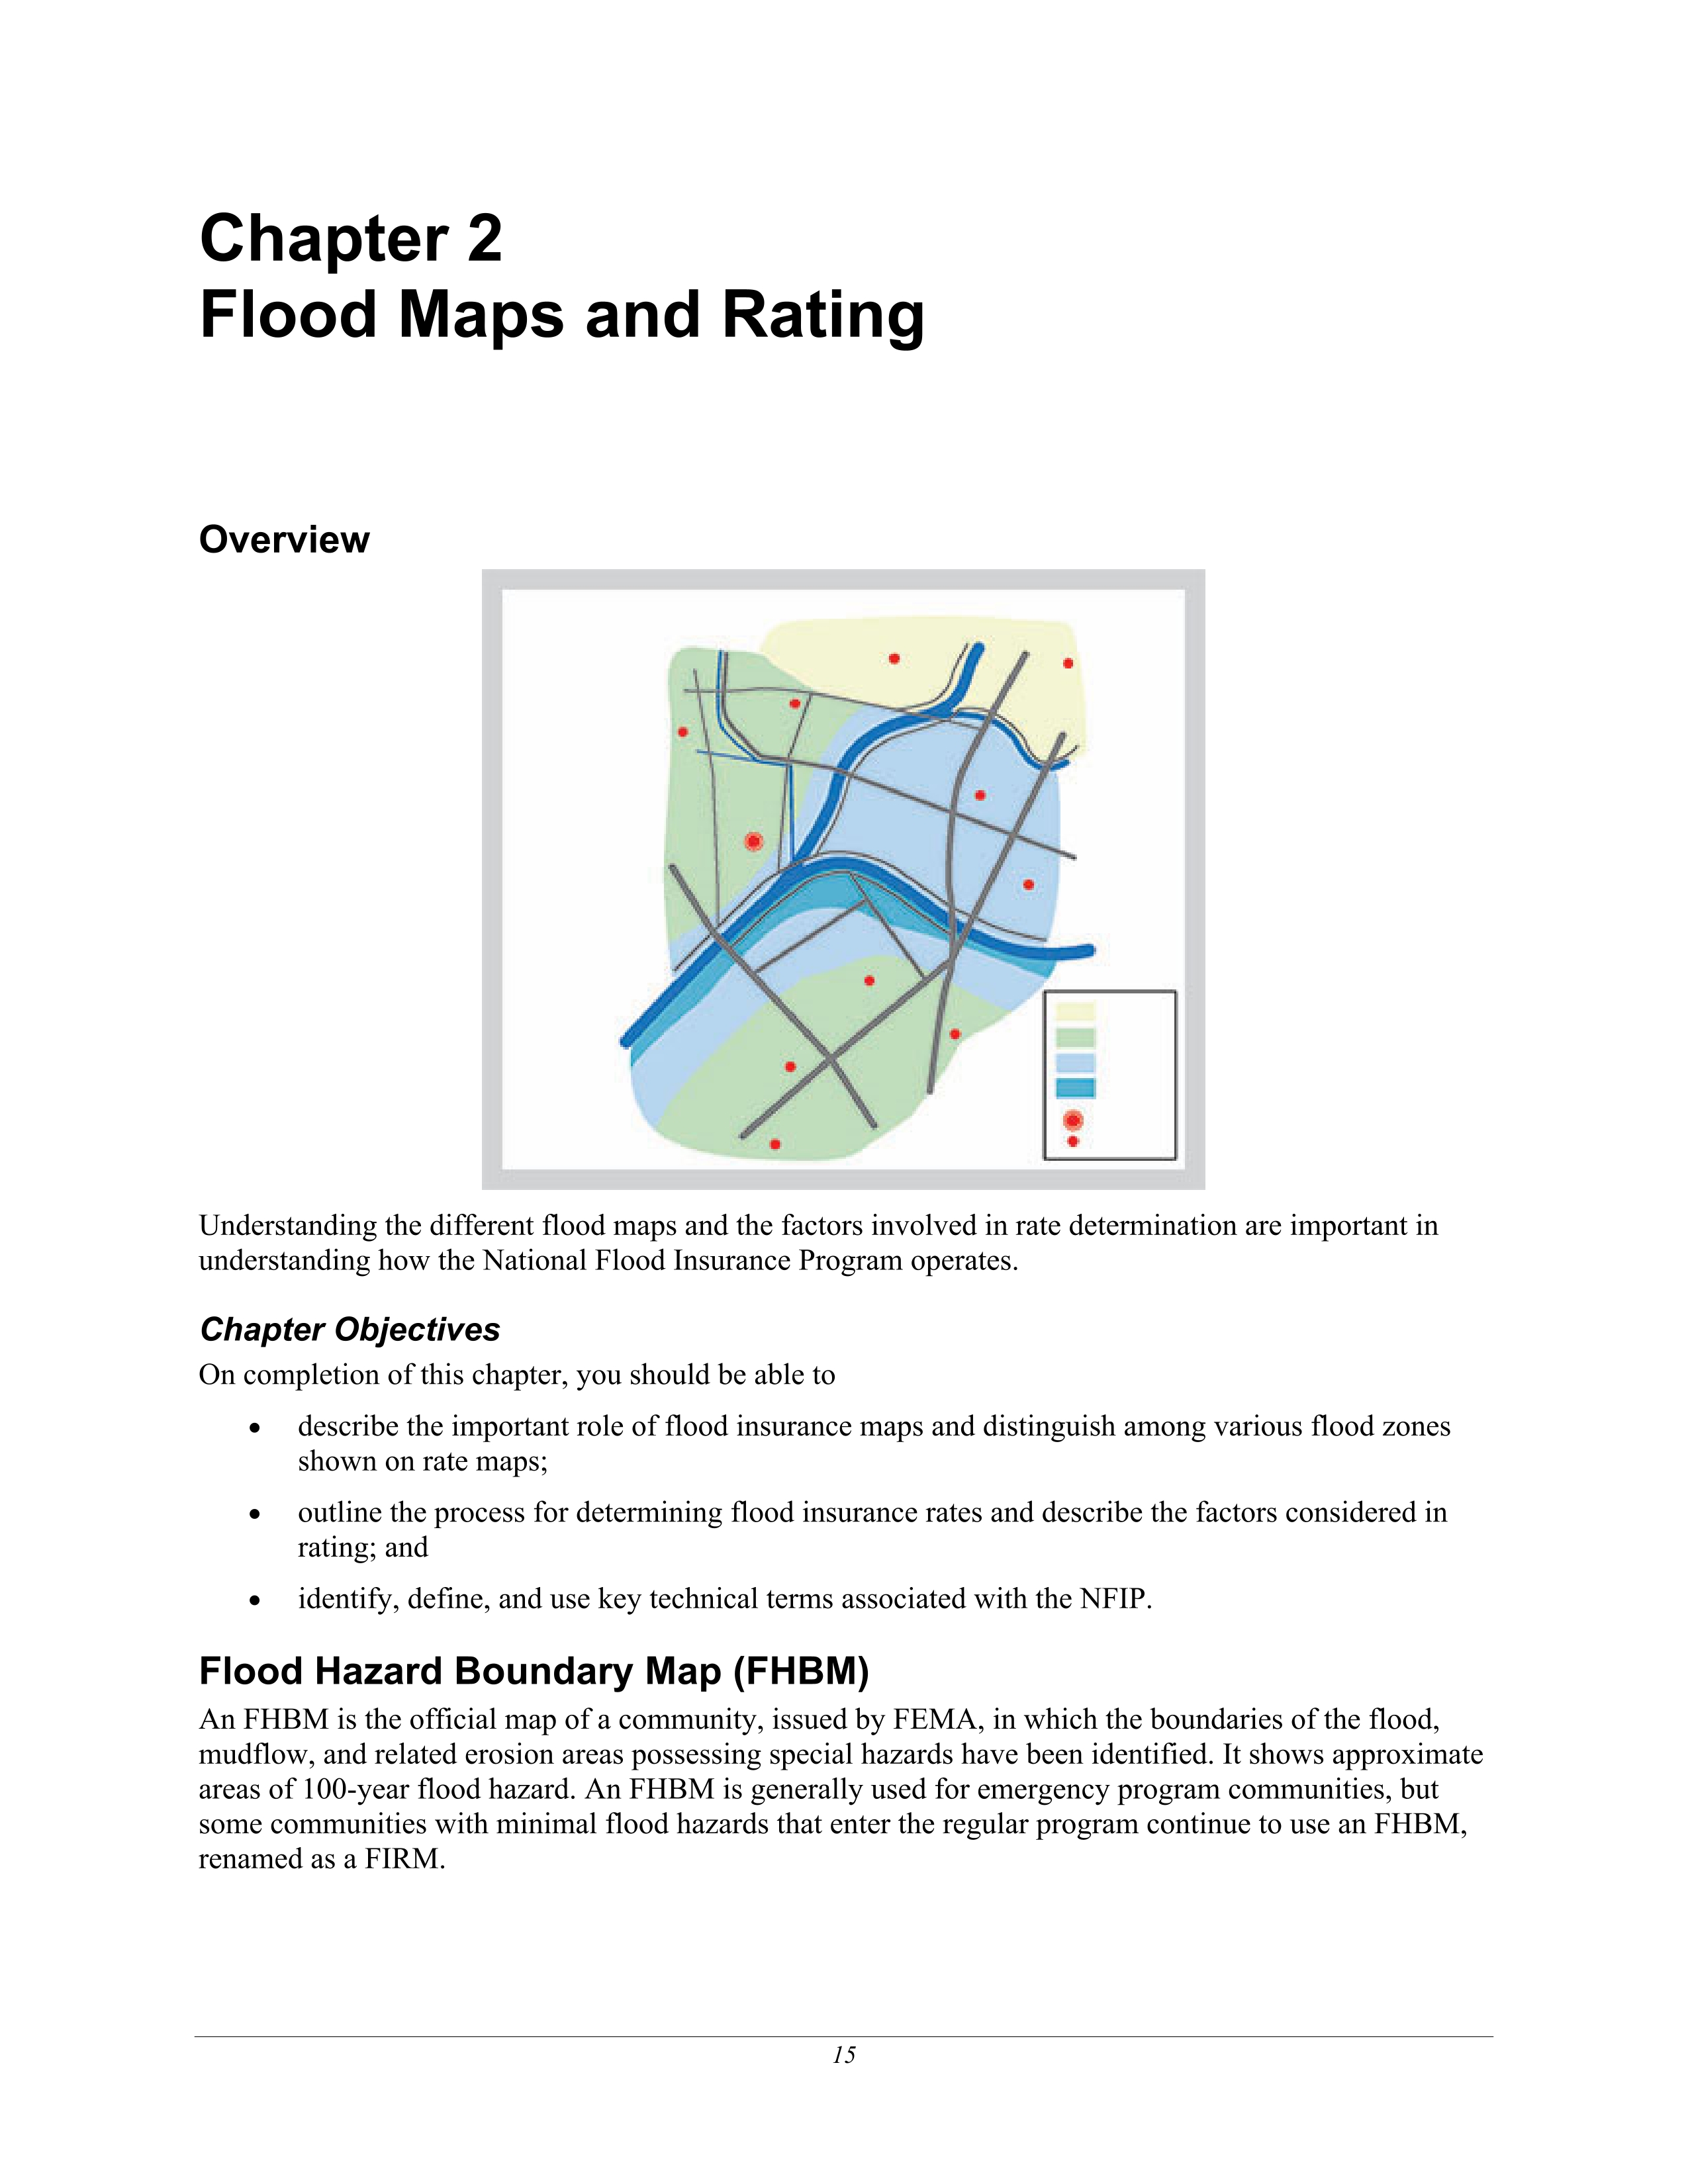 Chapter 2
Flood Maps and Rating
Overview
Understanding the different flood maps and the factors involved in rate determination are important in
understanding how the National Flood Insurance Program operates.
Chapter Objectives
On completion of this chapter, you should be able to
• describe the important role of flood insurance maps and distinguish among various flood zones
shown on rate maps;
• outline the process for determining flood insurance rates and describe the factors considered in
rating; and
• identify, define, and use key technical terms associated with the NFIP.
Flood Hazard Boundary Map (FHBM)
An FHBM is the official map of a community, issued by FEMA, in which the boundaries of the flood,
mudflow, and related erosion areas possessing special hazards have been identified. It shows approximate
areas of 100-year flood hazard. An FHBM is generally used for emergency program communities, but
some communities with minimal flood hazards that enter the regular program continue to use an FHBM,
renamed as a FIRM.
15